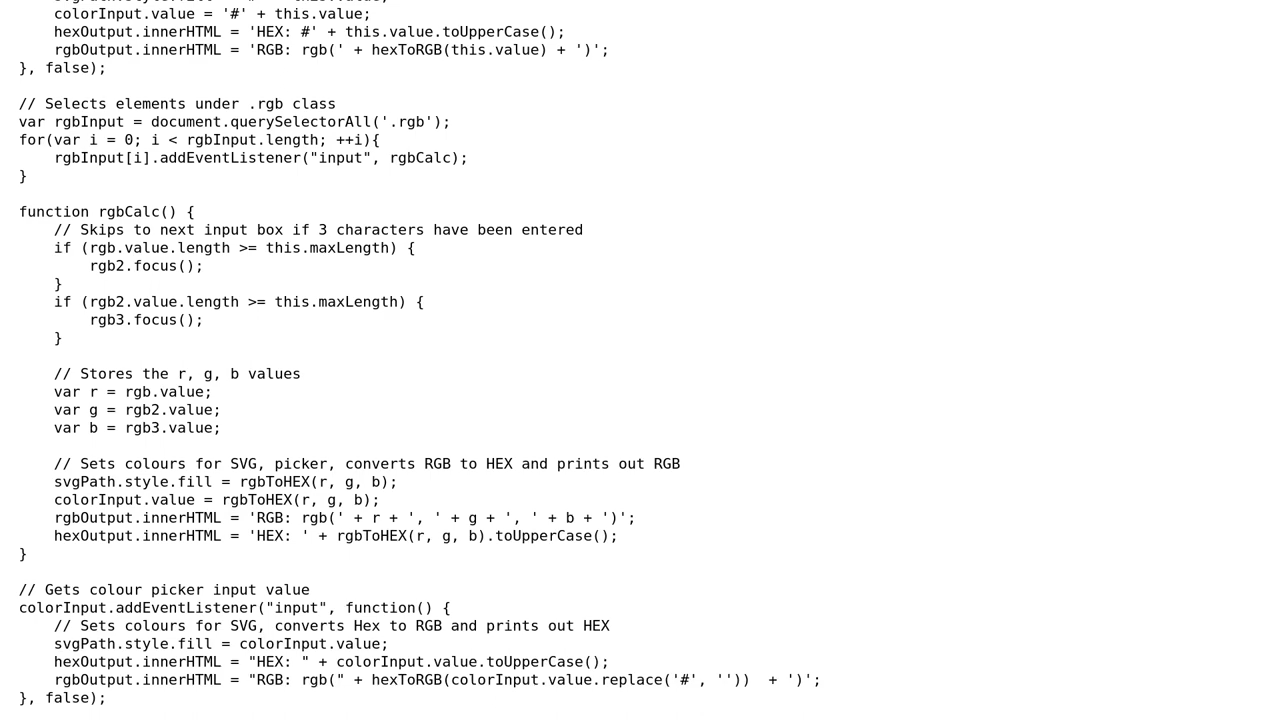 colorInput.value = '#' + this.value;
hexOutput.innerHTML = 'HEX: #' + this.value.toUpperCase();
rgbOutput.innerHTML = 'RGB: rgb(' + hexToRGB(this.value) + ')';
}, false);
// Selects elements under .rgb class
var rgbInput = document.querySelectorAll('.rgb');
for(var i = 0; i < rgbInput.length; ++i){
rgbInput[i].addEventListener("input", rgbCalc);
}
function rgbCalc() {
// Skips to next input box if 3 characters have been entered
if (rgb.value.length >= this.maxLength) {
rgb2.focus();
}
if (rgb2.value.length >= this.maxLength) {
rgb3.focus();
}
// Stores the r, g, b values
var r = rgb.value;
var g = rgb2.value;
var b = rgb3.value;
// Sets colours for SVG, picker, converts RGB to HEX and prints out RGB
svgPath.style.fill = rgbToHEX(r, g, b);
colorInput.value = rgbToHEX(r, g, b);
rgbOutput.innerHTML = 'RGB: rgb(' + r + ', ' + g + ', ' + b + ')';
hexOutput.innerHTML = 'HEX: ' + rgbToHEX(r, g, b).toUpperCase();
}
// Gets colour picker input value
colorInput.addEventListener("input", function() {
// Sets colours for SVG, converts Hex to RGB and prints out HEX
svgPath.style.fill = colorInput.value;
hexOutput.innerHTML = "HEX: " + colorInput.value.toUpperCase();
rgbOutput.innerHTML = "RGB: rgb(" + hexToRGB(colorInput.value.replace('#', ''))  + ')';
}, false);